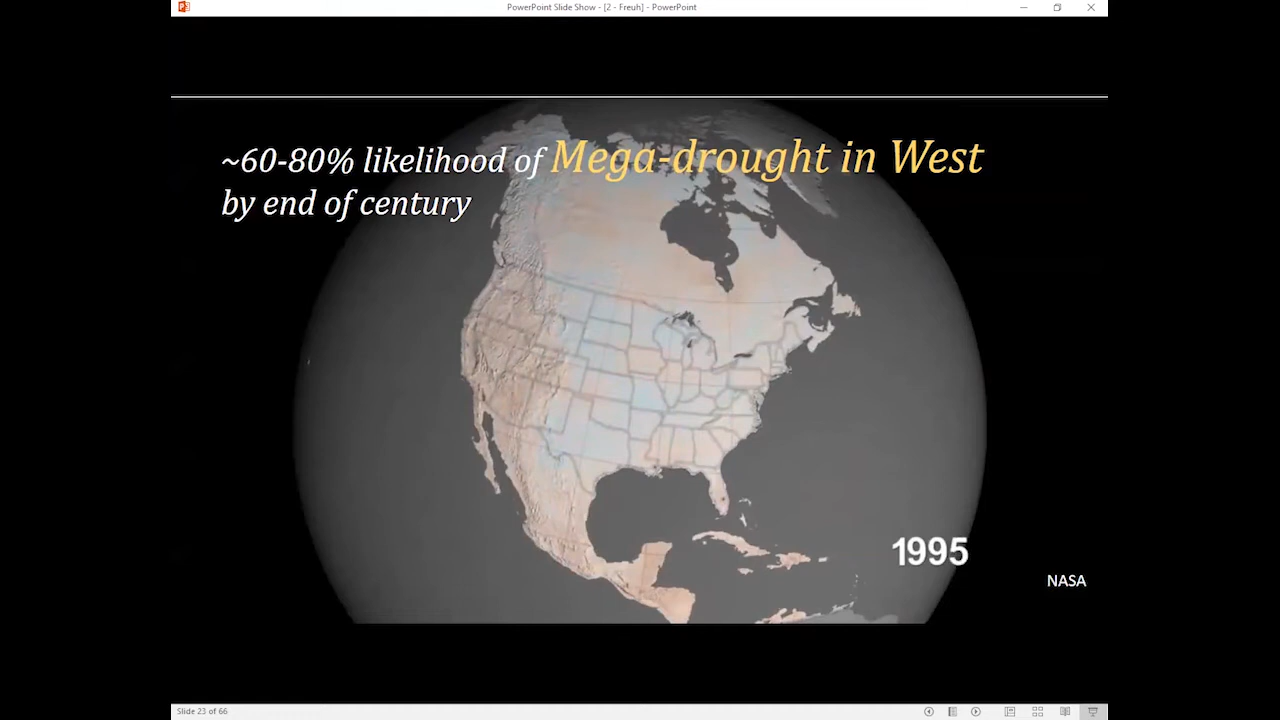 PowerPoint Slide Show - [2 - Freuh] - PowerPoint
~60-80% likelihood of Mega-drought in West
by end of century
1995
NASA
Slide 23 of 66